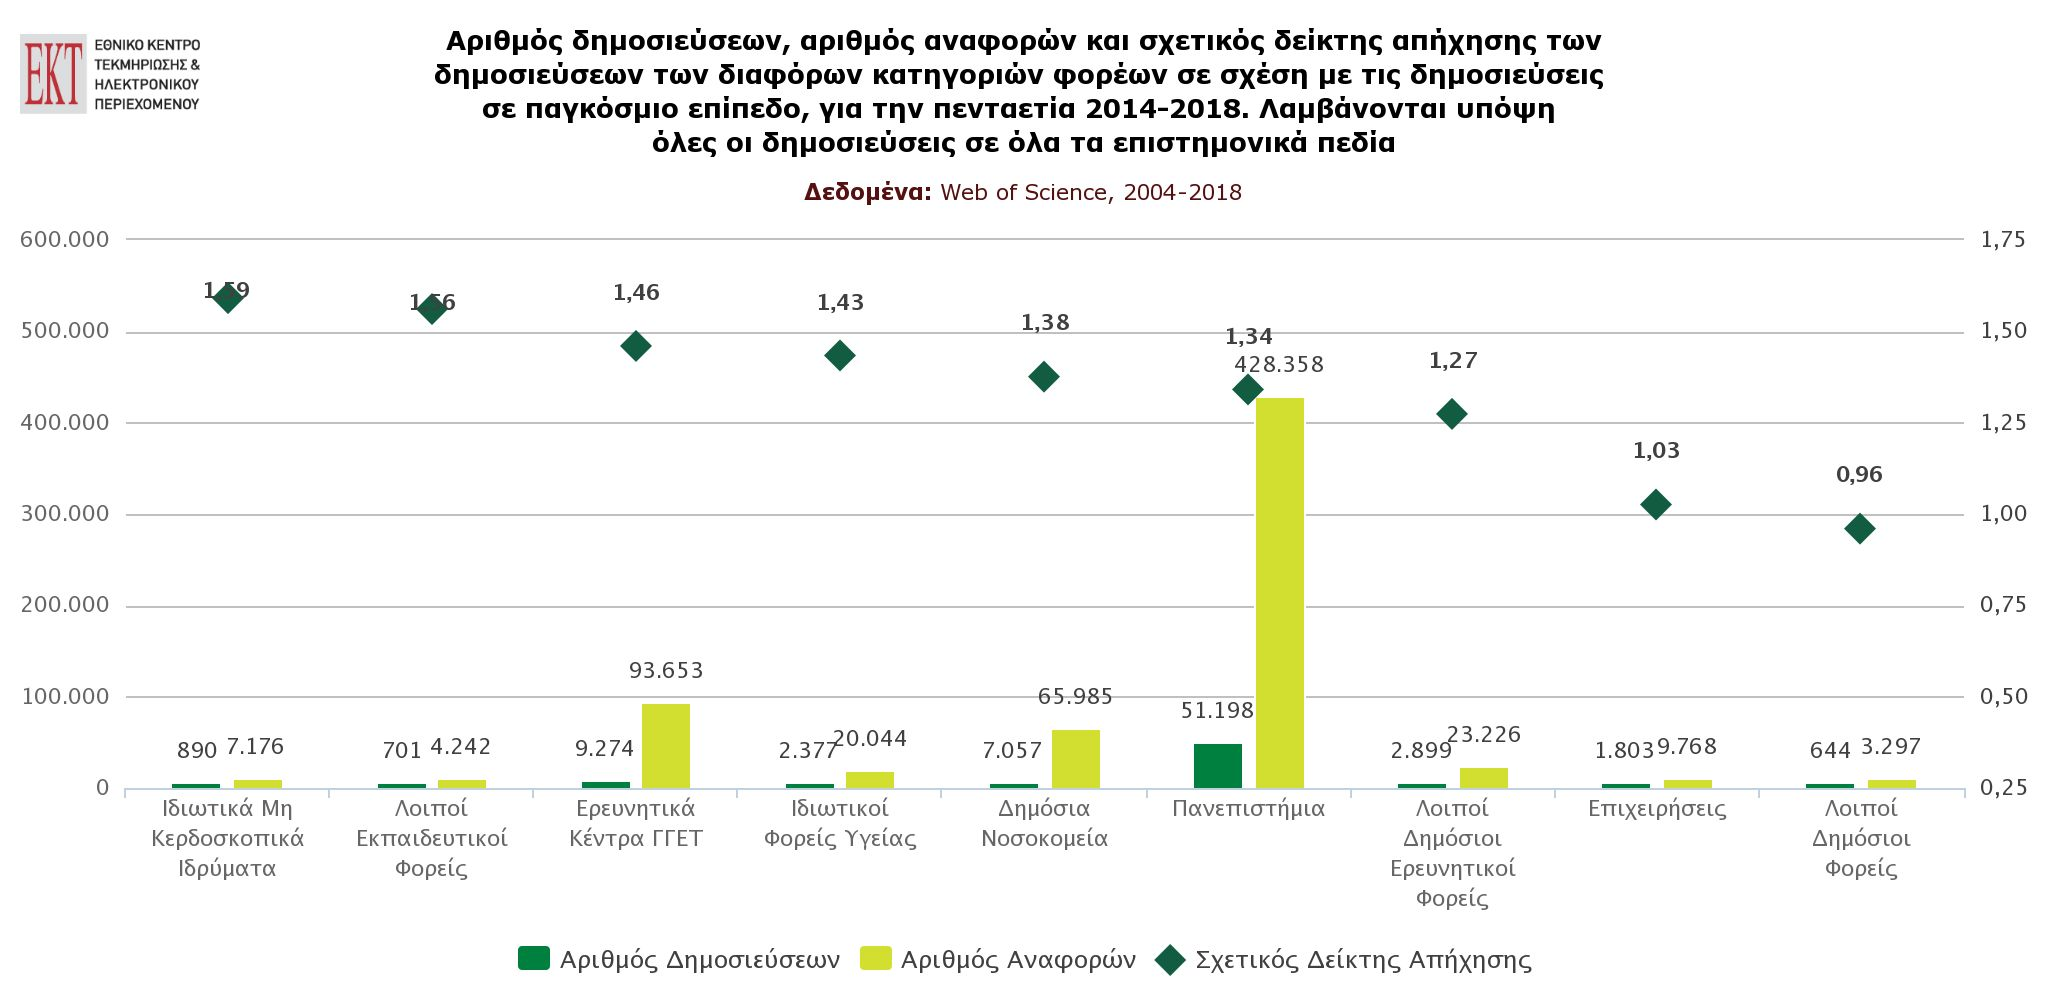 ΕΚΤ
ΕΘΝΙΚΟ ΚΕΝΤΡΟ
ΤΕΚΜΗΡΙΩΣΗΣ &
ΗΛΕΚΤΡΟΝΙΚΟΥ
ΠΕΡΙΕΧΟΜΕΝΟΥ
Αριθμός δημοσιεύσεων, αριθμός αναφορών και σχετικός δείκτης απήχησης των
δημοσιεύσεων των διαφόρων κατηγοριών φορέων σε σχέση με τις δημοσιεύσεις
σε παγκόσμιο επίπεδο, για την πενταετία 2014-2018. Λαμβάνονται υπόψη
όλες οι δημοσιεύσεις σε όλα τα επιστημονικά πεδία
Δεδομένα: Web of Science, 2004-2018
600.000
500.000
400.000
300.000
200.000
100.000
0
1,75
1,50
1,25
1,00
0,75
0,50
0,25
1,59
1,56
1,46
1,43
1,38
1,34
1,27
1,03
0,96
890
7.176
701
4.242
9.274
93.653
2.377
20.044
7.057
65.985
51.198
428.358
2.899
23.226
1.803
9.768
644
3.297
Ιδιωτικά Μη
Κερδοσκοπικά
Ιδρύματα
Λοιποί
Εκπαιδευτικοί
Φορείς
Ερευνητικά
Κέντρα ΓΓΕΤ
Ιδιωτικοί
Φορείς Υγείας
Δημόσια
Νοσοκομεία
Πανεπιστήμια
Λοιποί
Δημόσιοι
Ερευνητικοί
Φορείς
Επιχειρήσεις
Λοιποί
Δημόσιοι
Φορείς
Αριθμός Δημοσιεύσεων
Αριθμός Αναφορών
Σχετικός Δείκτης Απήχησης